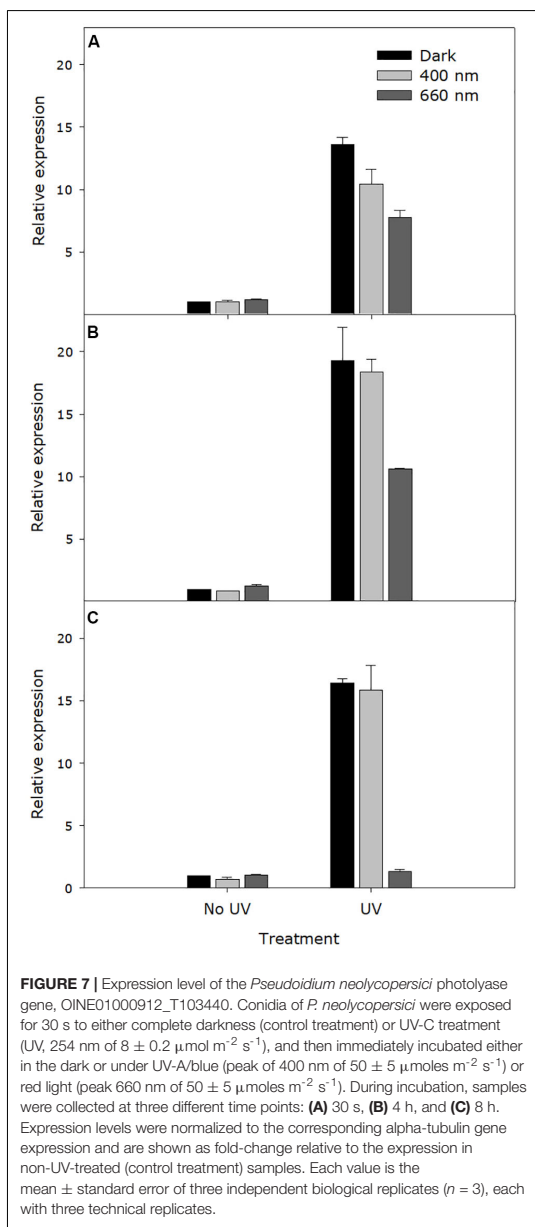 A
Dark
400 nm
660 nm
Relative expression
20
15
10
5
B
Relative expression
20
15
10
5
C
Relative expression
20
15
10
5
0
No UV
UV
Treatment
FIGURE 7 | Expression level of the Pseudoidium neolycopersici photolyase
gene, OINE01000912_T103440. Conidia of P. neolycopersici were exposed
for 30 s to either complete darkness (control treatment) or UV-C treatment
(UV, 254 nm of 8 ± 0.2 μmol m⁻² s⁻¹), and then immediately incubated either
in the dark or under UV-A/blue (peak of 400 nm of 50 ± 5 μmoles m⁻² s⁻¹) or
red light (peak 660 nm of 50 ± 5 μmoles m⁻² s⁻¹). During incubation, samples
were collected at three different time points: (A) 30 s, (B) 4 h, and (C) 8 h.
Expression levels were normalized to the corresponding alpha-tubulin gene
expression and are shown as fold-change relative to the expression in
non-UV-treated (control treatment) samples. Each value is the
mean ± standard error of three independent biological replicates (n = 3), each
with three technical replicates.